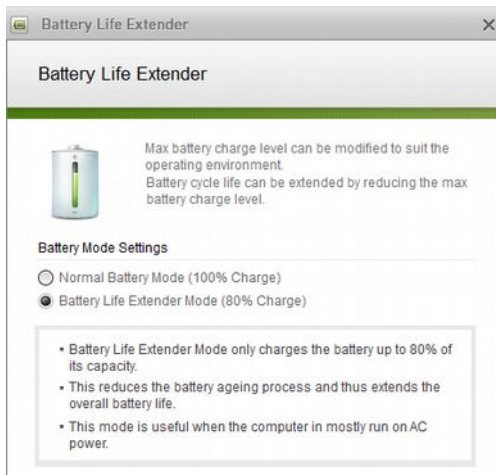 Battery Life Extender
Battery Life Extender
Max battery charge level can be modified to suit the
operating environment.
Battery cycle life can be extended by reducing the max
battery charge level.
Battery Mode Settings
Normal Battery Mode (100% Charge)
Battery Life Extender Mode (80% Charge)
• Battery Life Extender Mode only charges the battery up to 80% of
its capacity.
• This reduces the battery ageing process and thus extends the
overall battery life.
• This mode is useful when the computer in mostly run on AC
power.